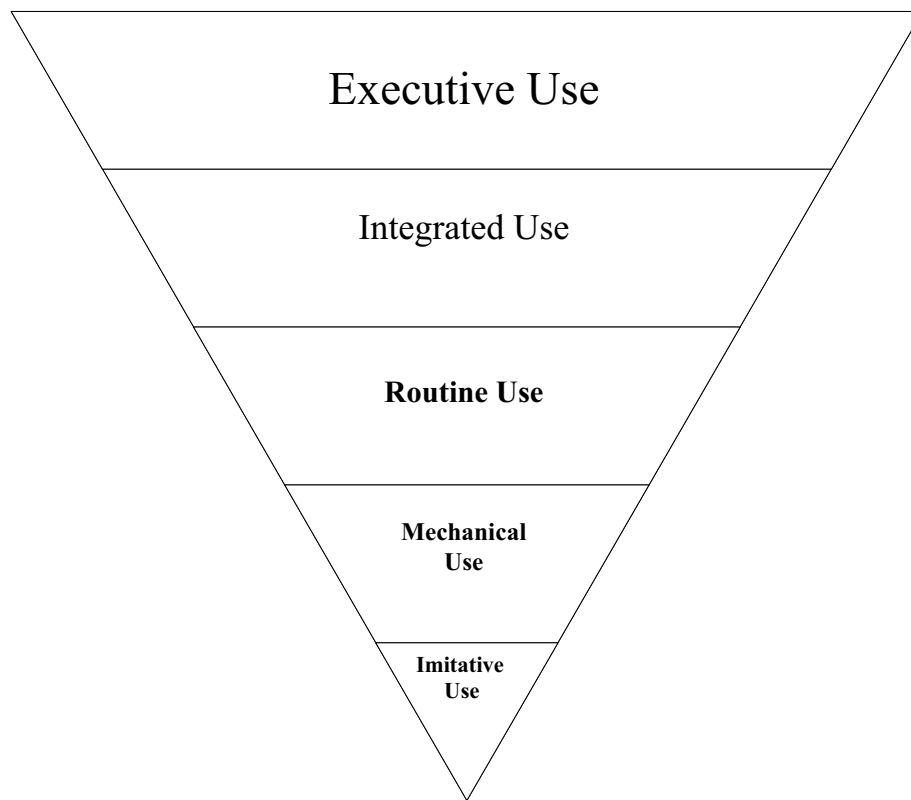 Executive Use
Integrated Use
Routine Use
Mechanical
Use
Imitative
Use